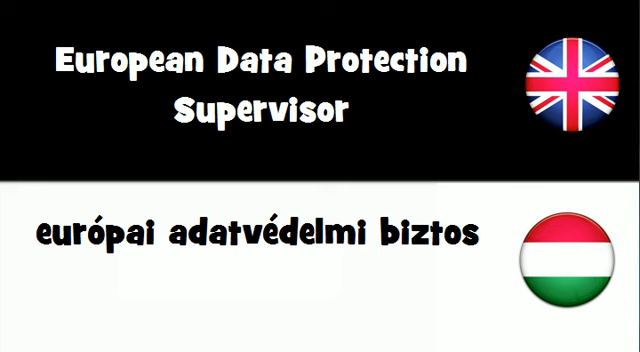 European Data Protection
Supervisor
európai adatvédelmi biztos